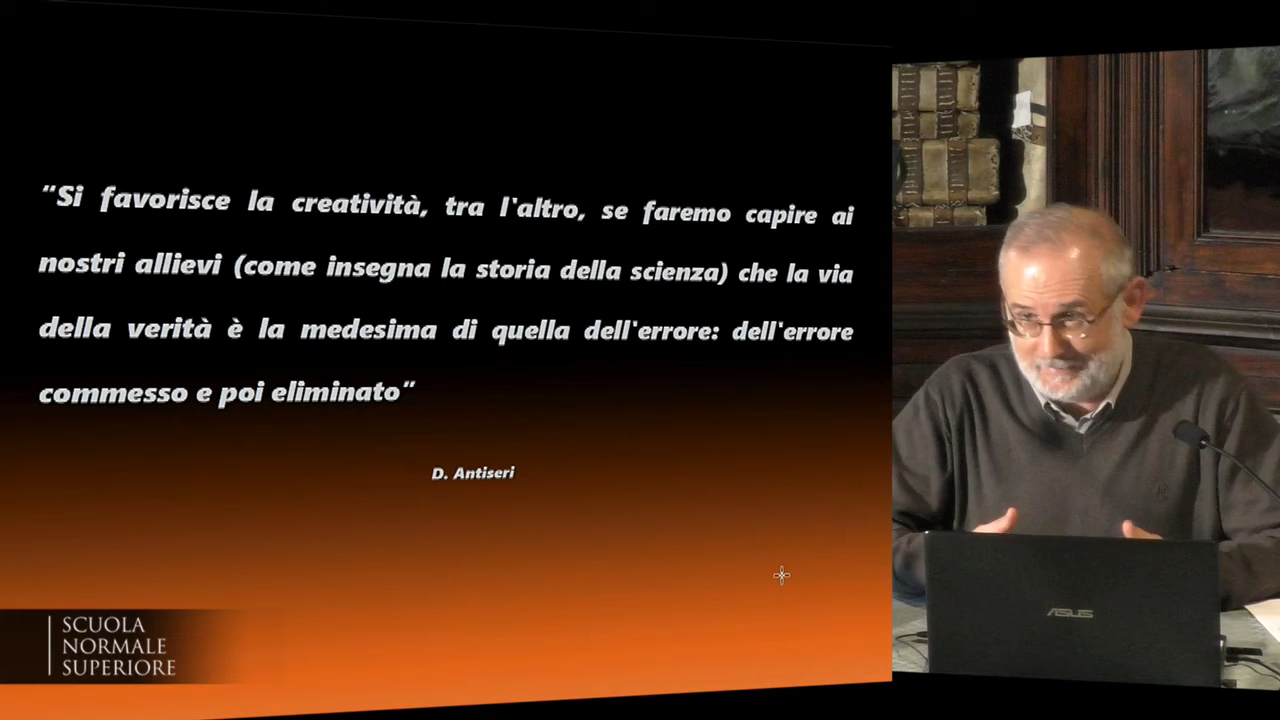 “Si favorisce la creatività, tra l'altro, se faremo capire ai
nostri allievi (come insegna la storia della scienza) che la via
della verità è la medesima di quella dell'errore: dell'errore
commesso e poi eliminato”
D. Antiseri
SCUOLA
NORMALE
SUPERIORE
ASUS